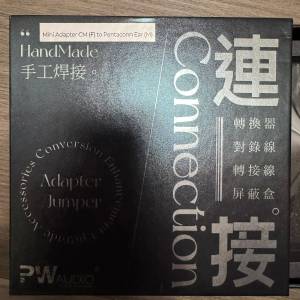 Mini Adapter CM (F) to Pentaconn Ear (M)
“
HandMade
手工焊接。
連接。
Connection
轉換器
對錄線
轉接線
屏蔽盒
Conversion Enhancement Upgrade Accessories
Adapter
Jumper
PW AUDIO